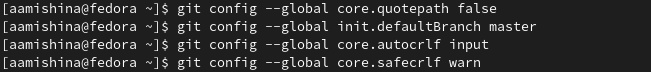 [aamishina@fedora ~]$ git config --global core.quotepath false
[aamishina@fedora ~]$ git config --global init.defaultBranch master
[aamishina@fedora ~]$ git config --global core.autocrlf input
[aamishina@fedora ~]$ git config --global core.safecrlf warn